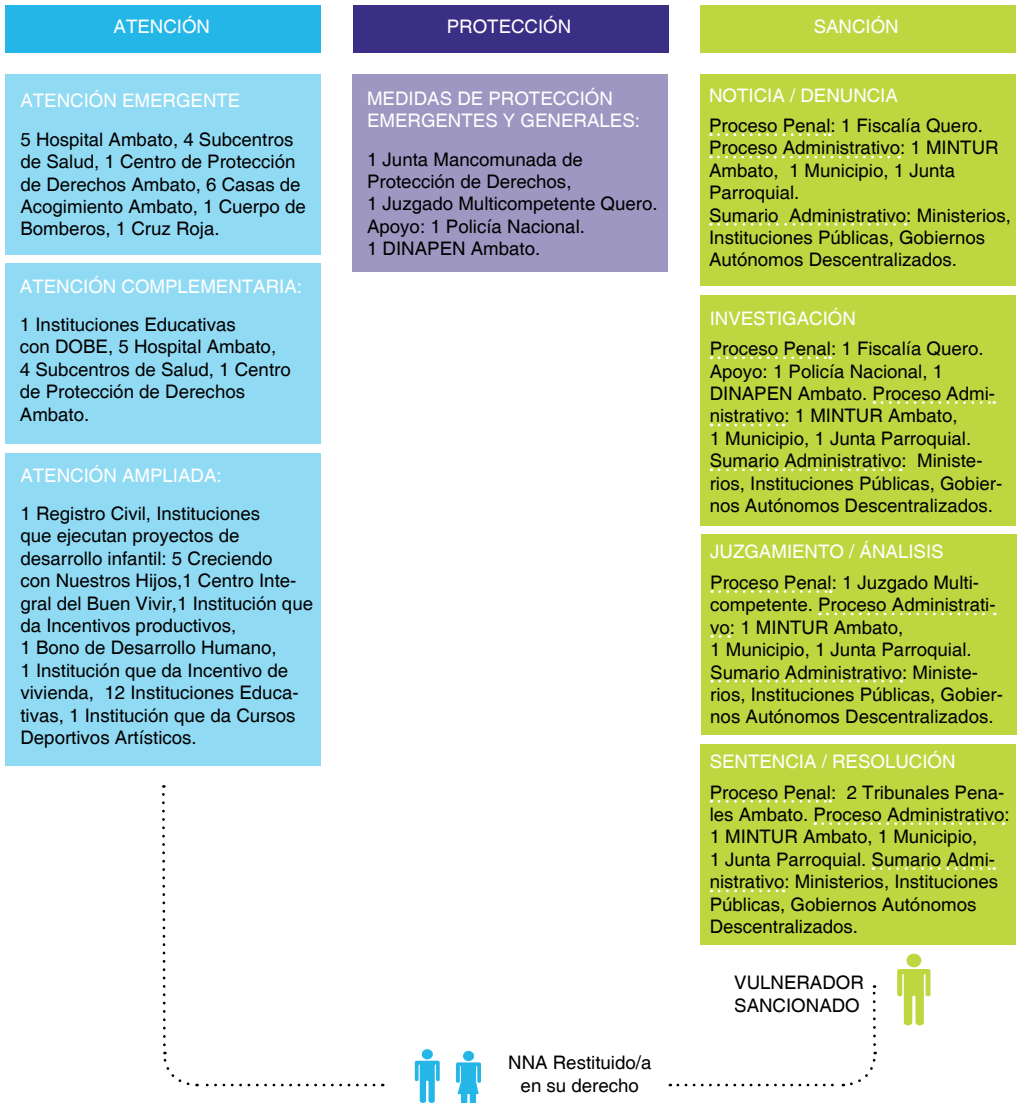 ATENCIÓN
ATENCIÓN EMERGENTE
5 Hospital Ambato, 4 Subcentros
de Salud, 1 Centro de Protección
de Derechos Ambato, 6 Casas de
Acogimiento Ambato, 1 Cuerpo de
Bomberos, 1 Cruz Roja.
ATENCIÓN COMPLEMENTARIA:
1 Instituciones Educativas
con DOBE, 5 Hospital Ambato,
4 Subcentros de Salud, 1 Centro
de Protección de Derechos
Ambato.
ATENCIÓN AMPLIADA:
1 Registro Civil, Instituciones
que ejecutan proyectos de
desarrollo infantil: 5 Creciendo
con Nuestros Hijos,1 Centro Inte-
gral del Buen Vivir,1 Institución que
da Incentivos productivos,
1 Bono de Desarrollo Humano,
1 Institución que da Incentivo de
vivienda, 12 Instituciones Educa-
tivas, 1 Institución que da Cursos
Deportivos Artísticos.
PROTECCIÓN
MEDIDAS DE PROTECCIÓN
EMERGENTES Y GENERALES:
1 Junta Mancomunada de
Protección de Derechos,
1 Juzgado Multicompetente Quero.
Apoyo: 1 Policía Nacional.
1 DINAPEN Ambato.
SANCIÓN
NOTICIA / DENUNCIA
Proceso Penal: 1 Fiscalía Quero.
Proceso Administrativo: 1 MINTUR
Ambato, 1 Municipio, 1 Junta
Parroquial.
Sumario Administrativo: Ministerios,
Instituciones Públicas, Gobiernos
Autónomos Descentralizados.
INVESTIGACIÓN
Proceso Penal: 1 Fiscalía Quero.
Apoyo: 1 Policía Nacional, 1
DINAPEN Ambato. Proceso Admi-
nistrativo: 1 MINTUR Ambato,
1 Municipio, 1 Junta Parroquial.
Sumario Administrativo: Ministe-
rios, Instituciones Públicas, Gobier-
nos Autónomos Descentralizados.
JUZGAMIENTO / ÁNALISIS
Proceso Penal: 1 Juzgado Multi-
competente. Proceso Administrati-
vo: 1 MINTUR Ambato,
1 Municipio, 1 Junta Parroquial.
Sumario Administrativo: Ministe-
rios, Instituciones Públicas, Gobier-
nos Autónomos Descentralizados.
SENTENCIA / RESOLUCIÓN
Proceso Penal: 2 Tribunales Pena-
les Ambato. Proceso Administrativo:
1 MINTUR Ambato, 1 Municipio,
1 Junta Parroquial. Sumario Admi-
nistrativo: Ministerios, Instituciones
Públicas, Gobiernos Autónomos
Descentralizados.
VULNERADOR
SANCIONADO
NNA Restituido/a
en su derecho